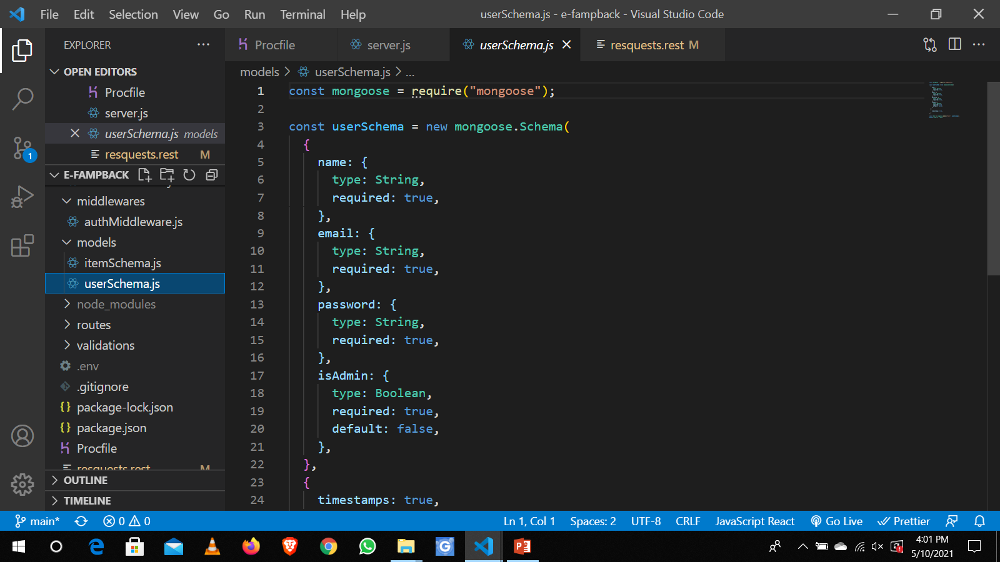 File Edit Selection View Go Run Terminal Help
userSchema.js - e-fampback - Visual Studio Code
EXPLORER
OPEN EDITORS
Procfile
server.js
userSchema.js models
resquests.rest M
E-FAMPBACK
middlewares
authMiddleware.js
models
itemSchema.js
userSchema.js
node_modules
routes
validations
.env
.gitignore
package-lock.json
package.json
Procfile
resquests.rest M
OUTLINE
TIMELINE
1
Procfile
server.js
userSchema.js
resquests.rest M
models > userSchema.js > ...
1 const mongoose = require("mongoose");
2
3 const userSchema = new mongoose.Schema(
4 {
5 name: {
6 type: String,
7 required: true,
8 },
9 email: {
10 type: String,
11 required: true,
12 },
13 password: {
14 type: String,
15 required: true,
16 },
17 isAdmin: {
18 type: Boolean,
19 required: true,
20 default: false,
21 },
22 },
23 {
24 timestamps: true,
main* 0 0 Ln 1, Col 1 Spaces: 2 UTF-8 CRLF JavaScript React Go Live Prettier
4:01 PM
5/10/2021